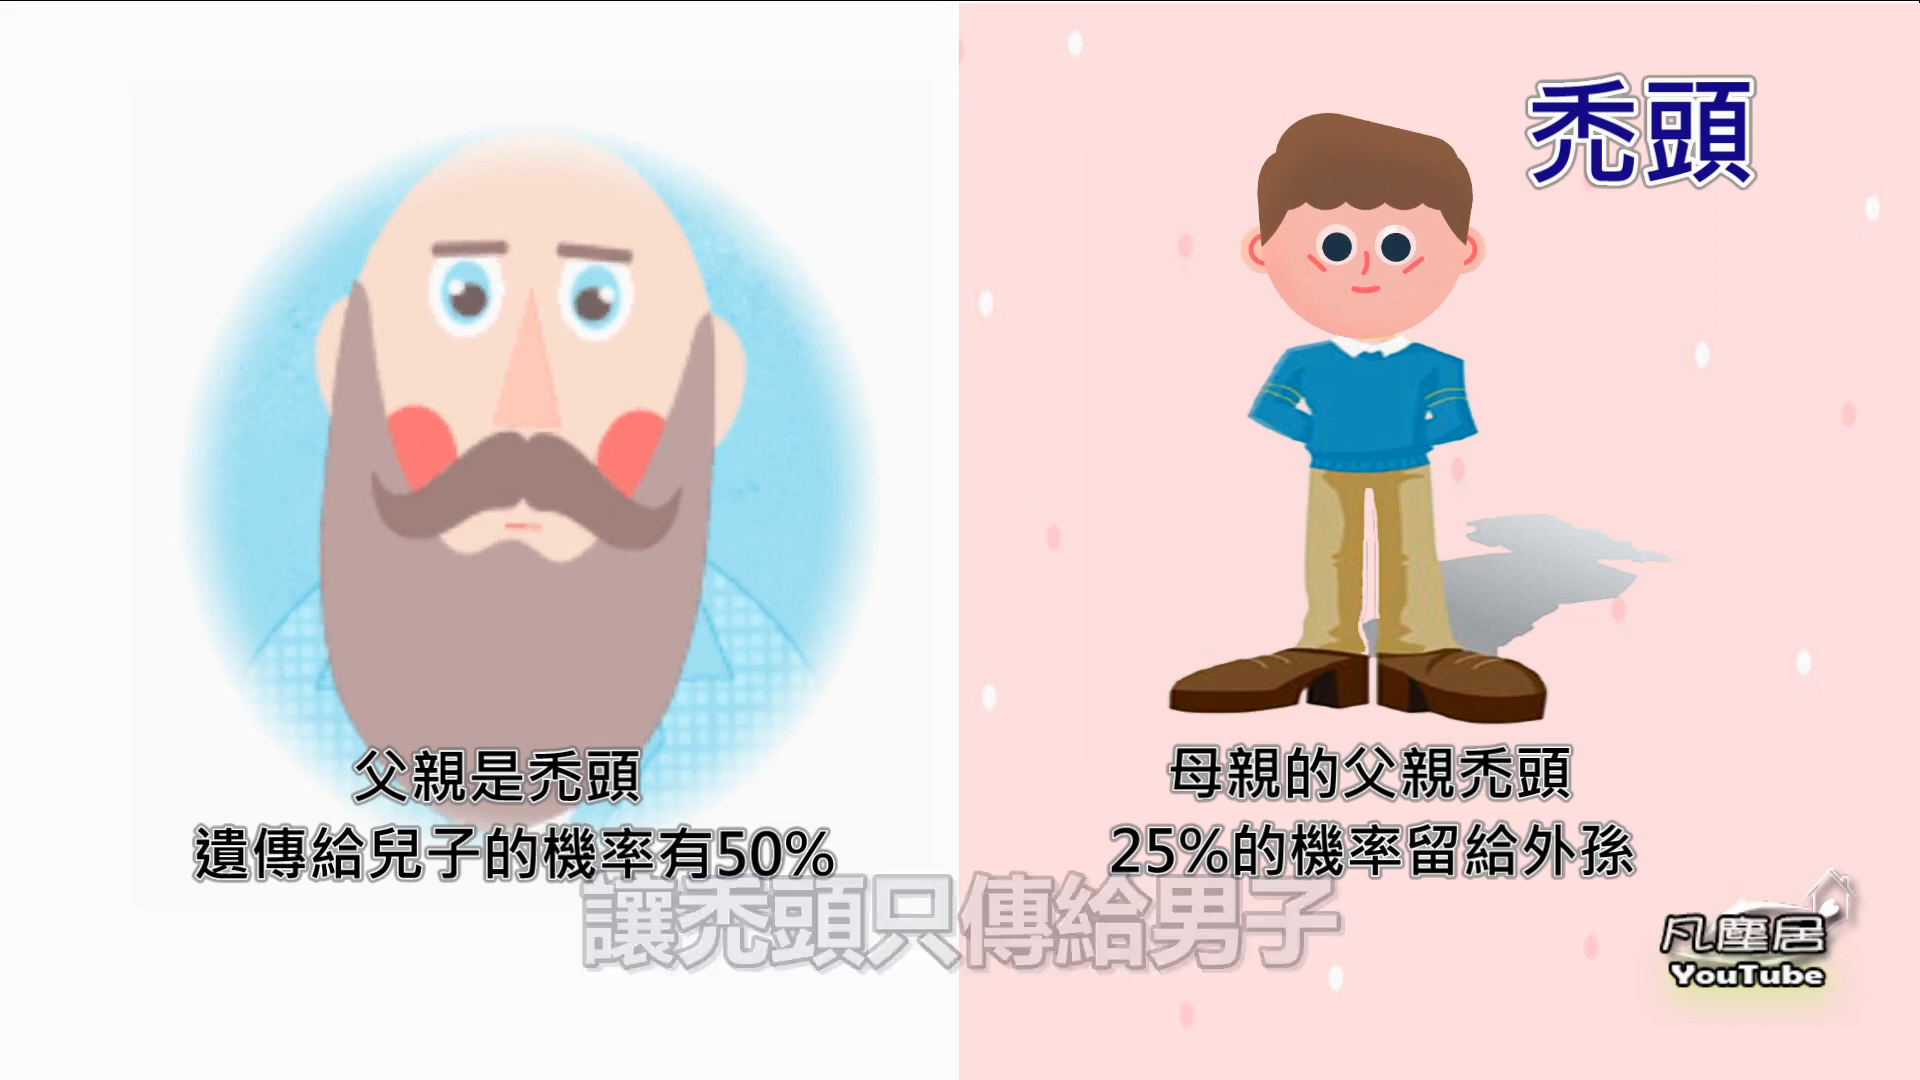 禿頭
父親是禿頭
遺傳給兒子的機率有50%
母親的父親禿頭
25%的機率留給外孫
讓禿頭只傳給男子
凡塵居
YouTube